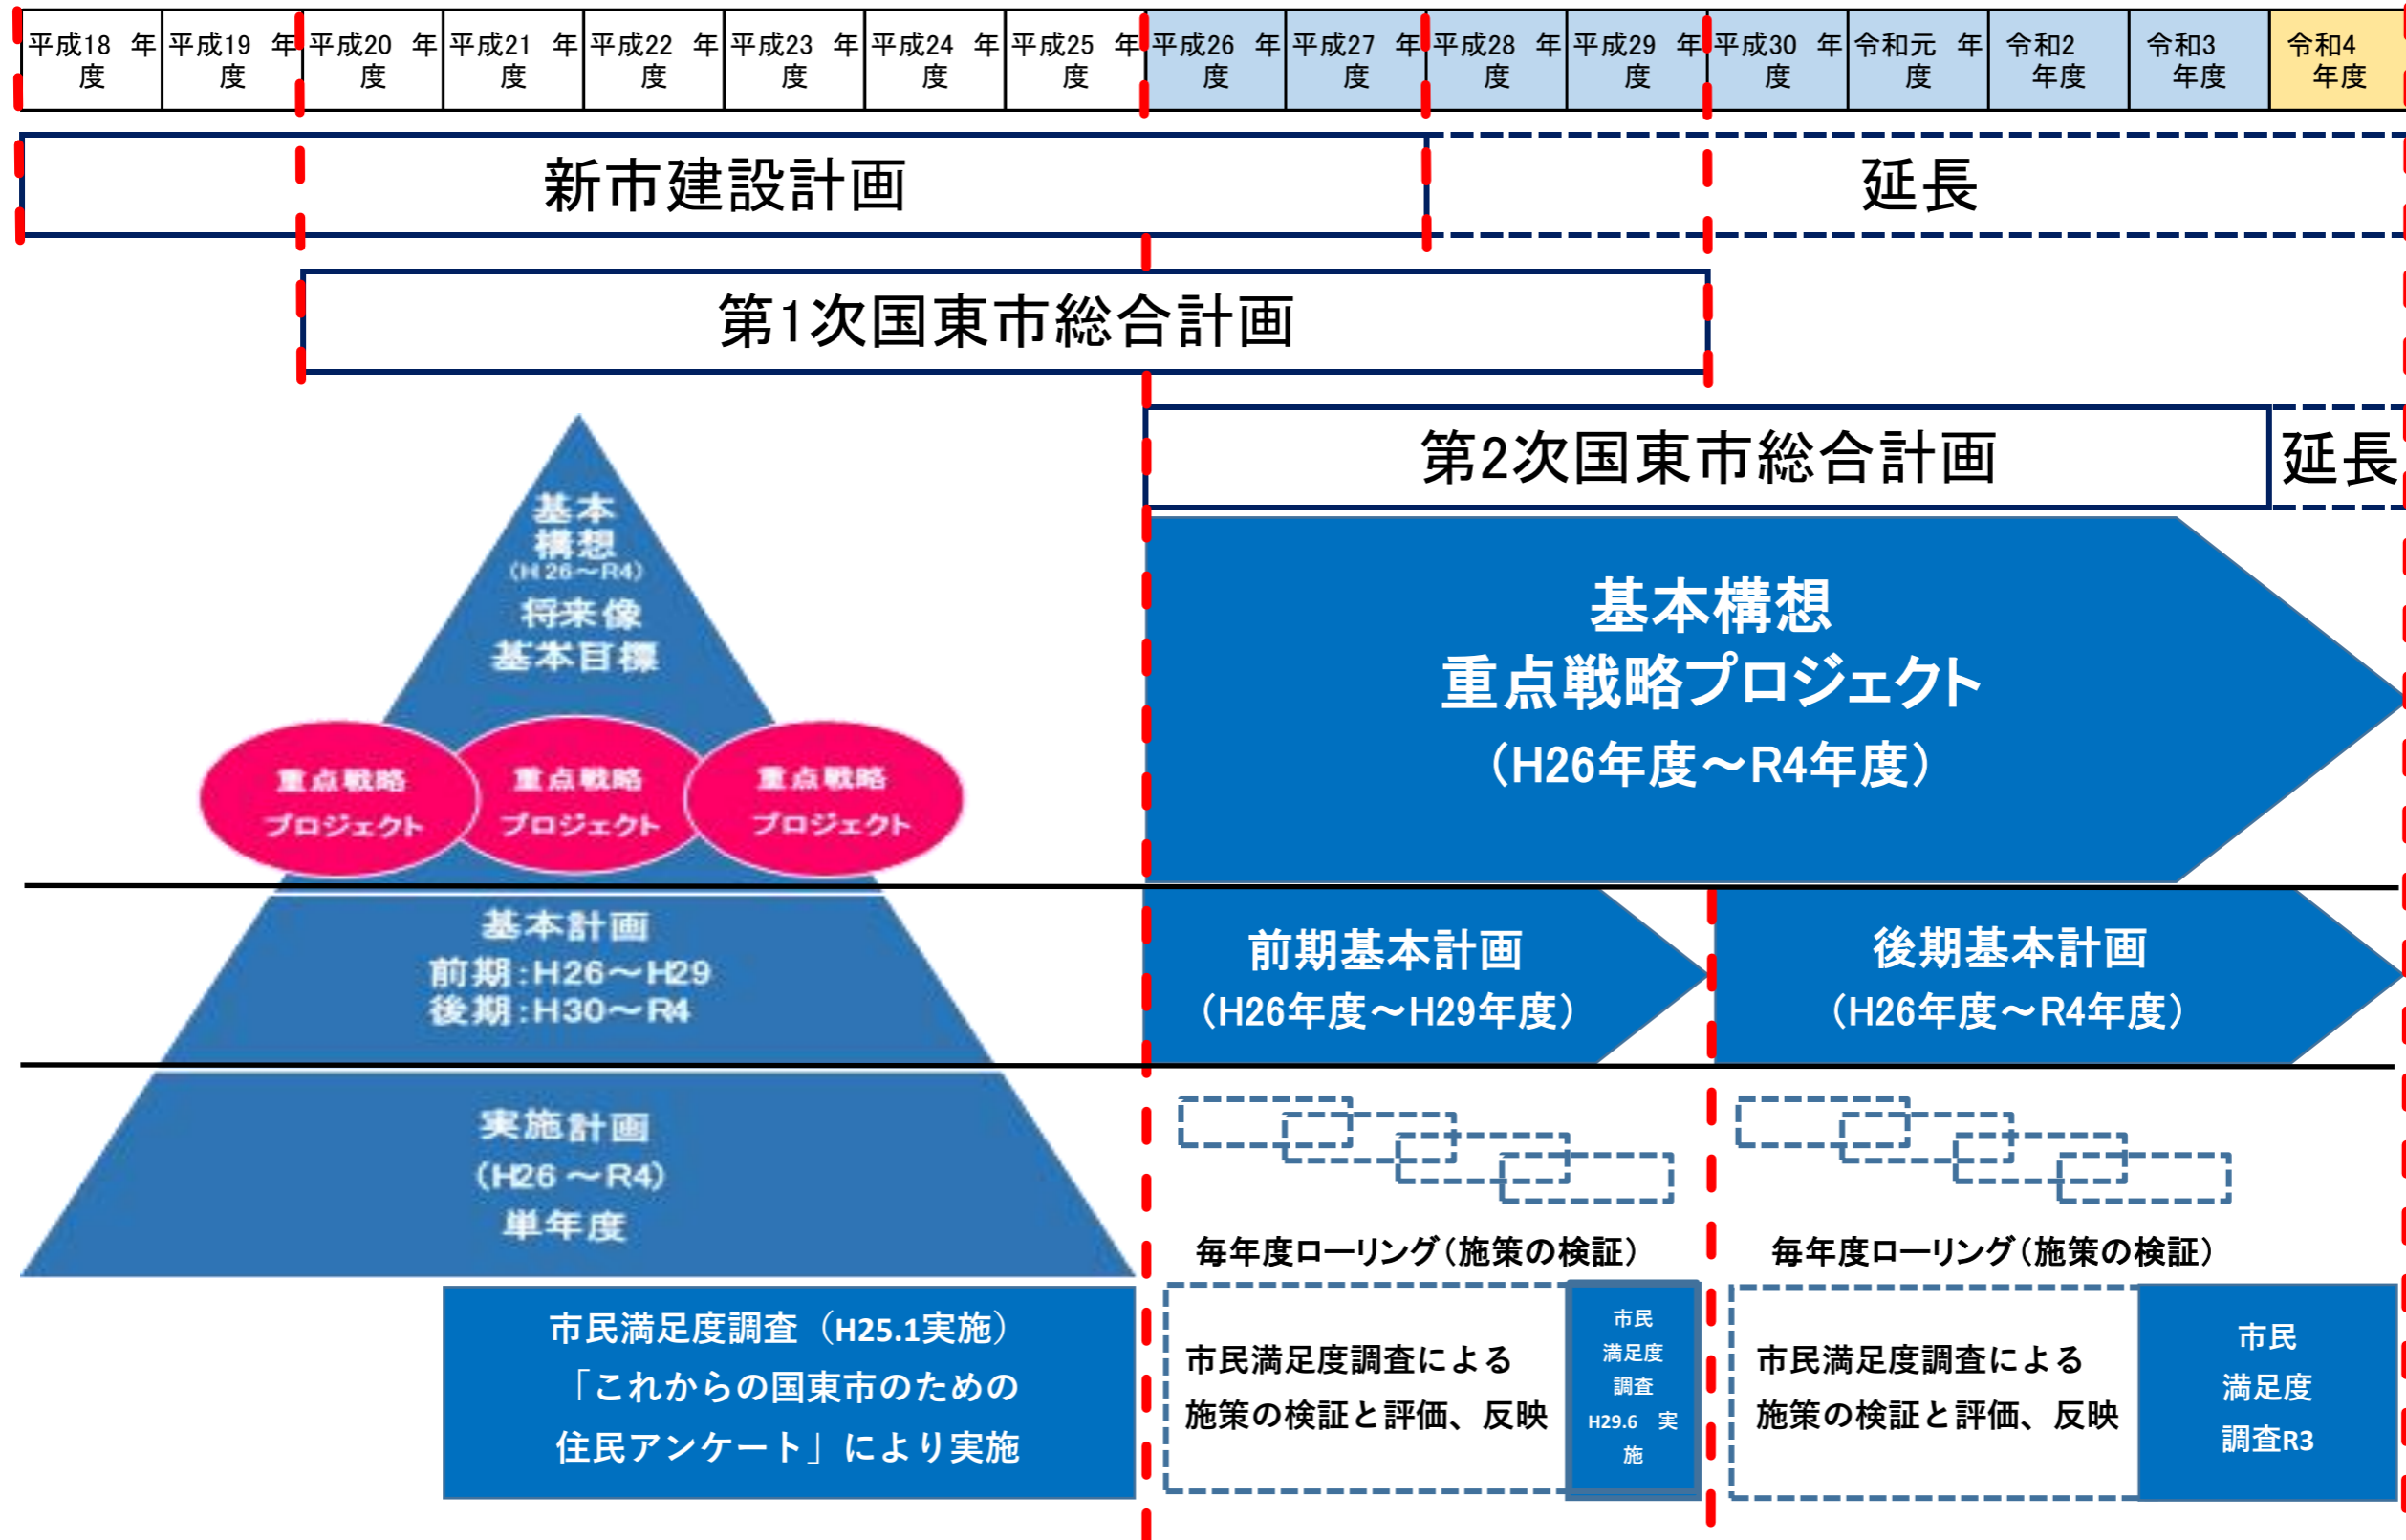 平成18 年度
平成19 年度
平成20 年度
平成21 年度
平成22 年度
平成23 年度
平成24 年度
平成25 年度
平成26 年度
平成27 年度
平成28 年度
平成29 年度
平成30 年度
令和元 年度
令和2 年度
令和3 年度
令和4 年度
新市建設計画
延長
第1次国東市総合計画
第2次国東市総合計画
延長
基本
構想
(H26～R4)
将来像
基本目標
重点戦略
プロジェクト
重点戦略
プロジェクト
重点戦略
プロジェクト
基本構想
重点戦略プロジェクト
（H26年度～R4年度）
基本計画
前期:H26～H29
後期:H30～R4
前期基本計画
（H26年度～H29年度）
後期基本計画
（H26年度～R4年度）
実施計画
(H26～R4)
単年度
毎年度ローリング（施策の検証）
毎年度ローリング（施策の検証）
市民満足度調査（H25.1実施）
「これからの国東市のための
住民アンケート」により実施
市民満足度調査による
施策の検証と評価、反映
市民
満足度
調査
H29.6 実
施
市民満足度調査による
施策の検証と評価、反映
市民
満足度
調査R3